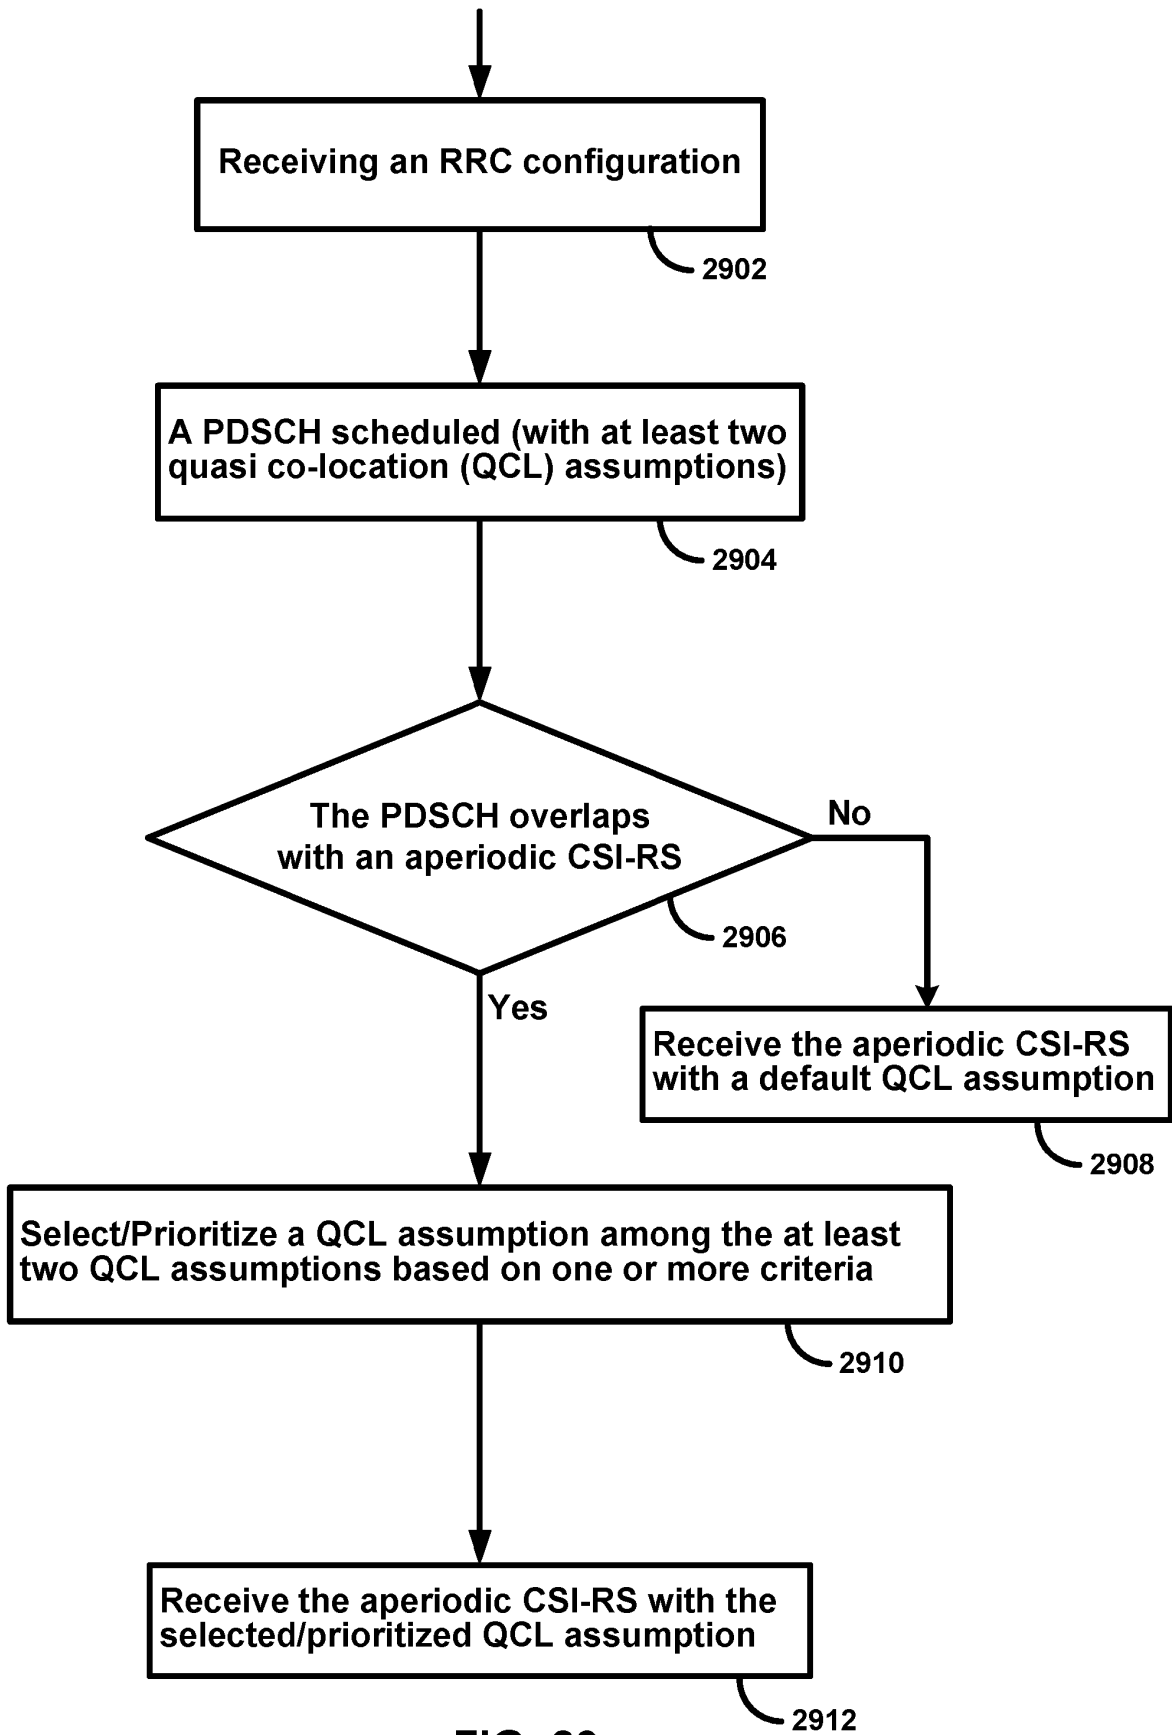 Receiving an RRC configuration
2902
A PDSCH scheduled (with at least two
quasi co-location (QCL) assumptions)
2904
The PDSCH overlaps
with an aperiodic CSI-RS
No
2906
Yes
Receive the aperiodic CSI-RS
with a default QCL assumption
2908
Select/Prioritize a QCL assumption among the at least
two QCL assumptions based on one or more criteria
2910
Receive the aperiodic CSI-RS with the
selected/prioritized QCL assumption
2912